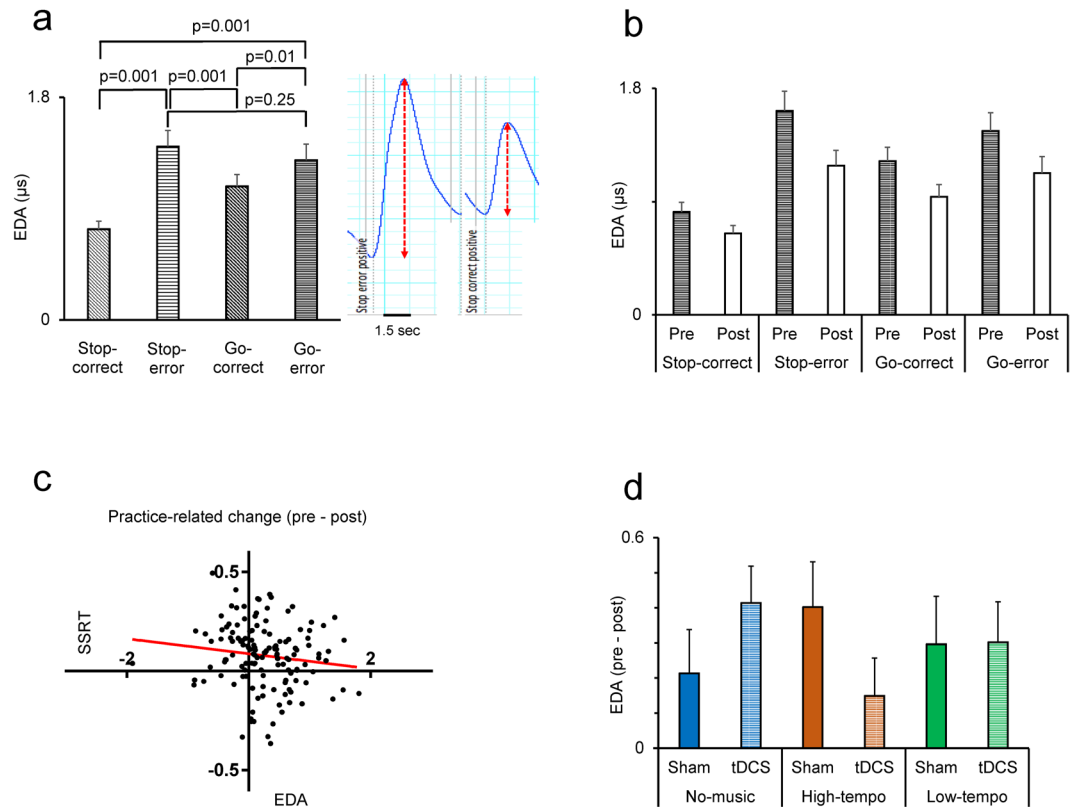 a
p=0.001
p=0.01
p=0.001
p=0.001
p=0.25
1.8
EDA (µs)
0
Stop-
correct
Stop-
error
Go-
correct
Go-
error
Stop error positive
Stop correct positive
1.5 sec
b
1.8
EDA (µs)
0
Pre Post Pre Post Pre Post Pre Post
Stop-correct Stop-error Go-correct Go-error
c
Practice-related change (pre - post)
0.5
SSRT
-2 2
-0.5
EDA
d
0.6
EDA (pre - post)
0
Sham tDCS Sham tDCS Sham tDCS
No-music High-tempo Low-tempo